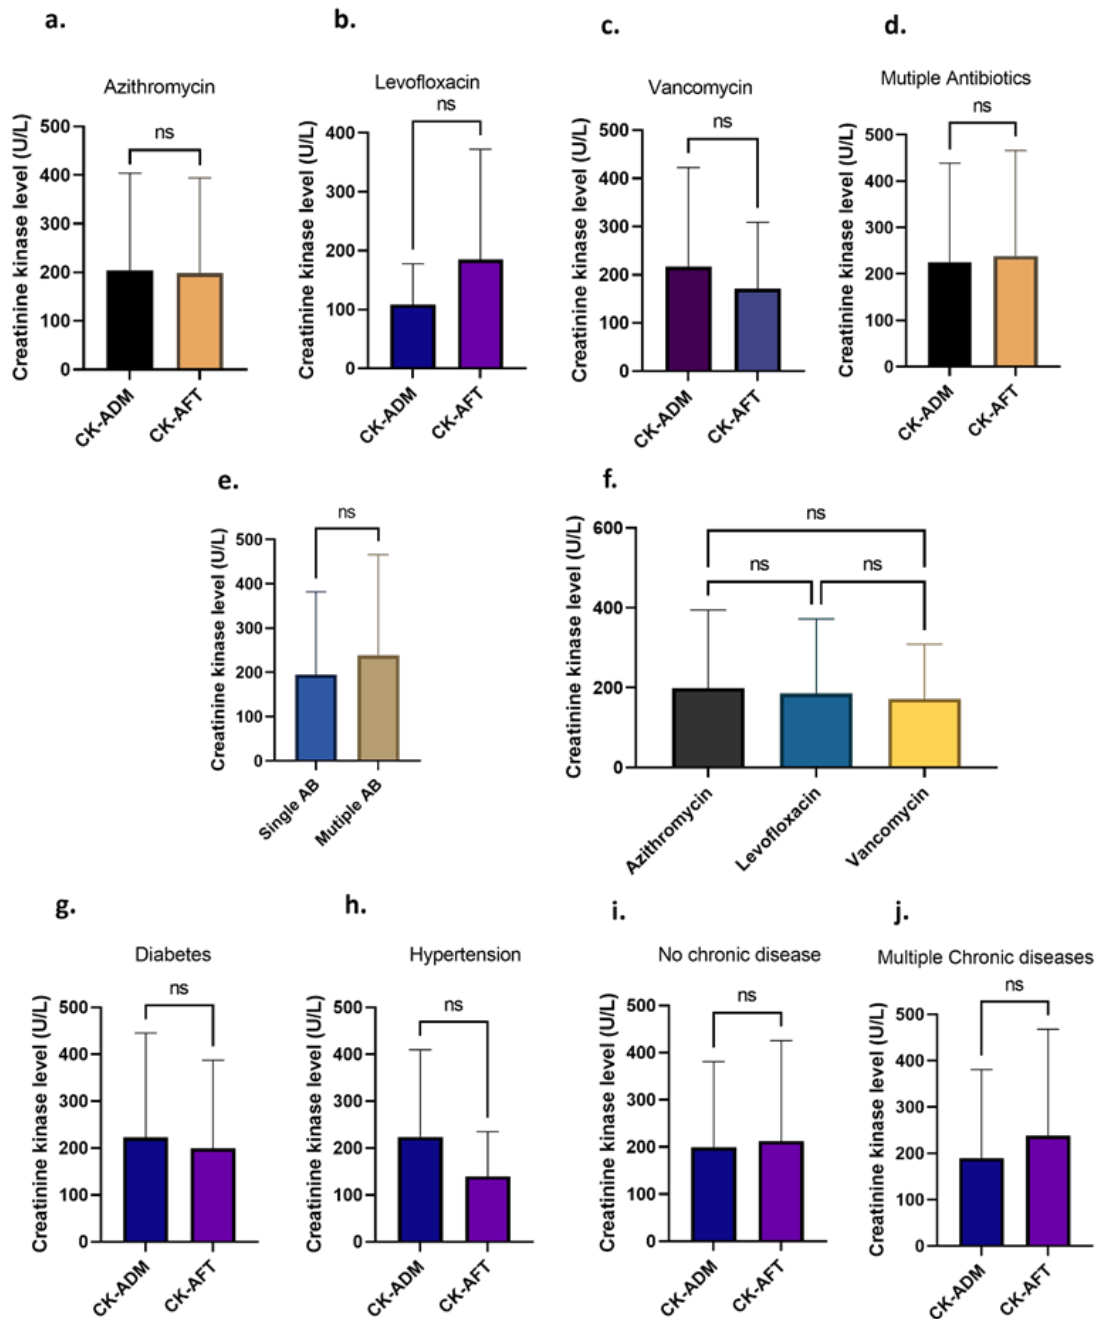 a.
Azithromycin
Creatinine kinase level (U/L)
500
400
300
200
100
0
ns
CK-ADM
CK-AFT
b.
Levofloxacin
Creatinine kinase level (U/L)
400
300
200
100
0
ns
CK-ADM
CK-AFT
c.
Vancomycin
Creatinine kinase level (U/L)
500
400
300
200
100
0
ns
CK-ADM
CK-AFT
d.
Mutiple Antibiotics
Creatinine kinase level (U/L)
500
400
300
200
100
0
ns
CK-ADM
CK-AFT
e.
Creatinine kinase level (U/L)
500
400
300
200
100
0
ns
Single AB
Mutiple AB
f.
Creatinine kinase level (U/L)
600
400
200
0
ns
ns
ns
Azithromycin
Levofloxacin
Vancomycin
g.
Diabetes
Creatinine kinase level (U/L)
500
400
300
200
100
0
ns
CK-ADM
CK-AFT
h.
Hypertension
Creatinine kinase level (U/L)
500
400
300
200
100
0
ns
CK-ADM
CK-AFT
i.
No chronic disease
Creatinine kinase level (U/L)
500
400
300
200
100
0
ns
CK-ADM
CK-AFT
j.
Multiple Chronic diseases
Creatinine kinase level (U/L)
500
400
300
200
100
0
ns
CK-ADM
CK-AFT